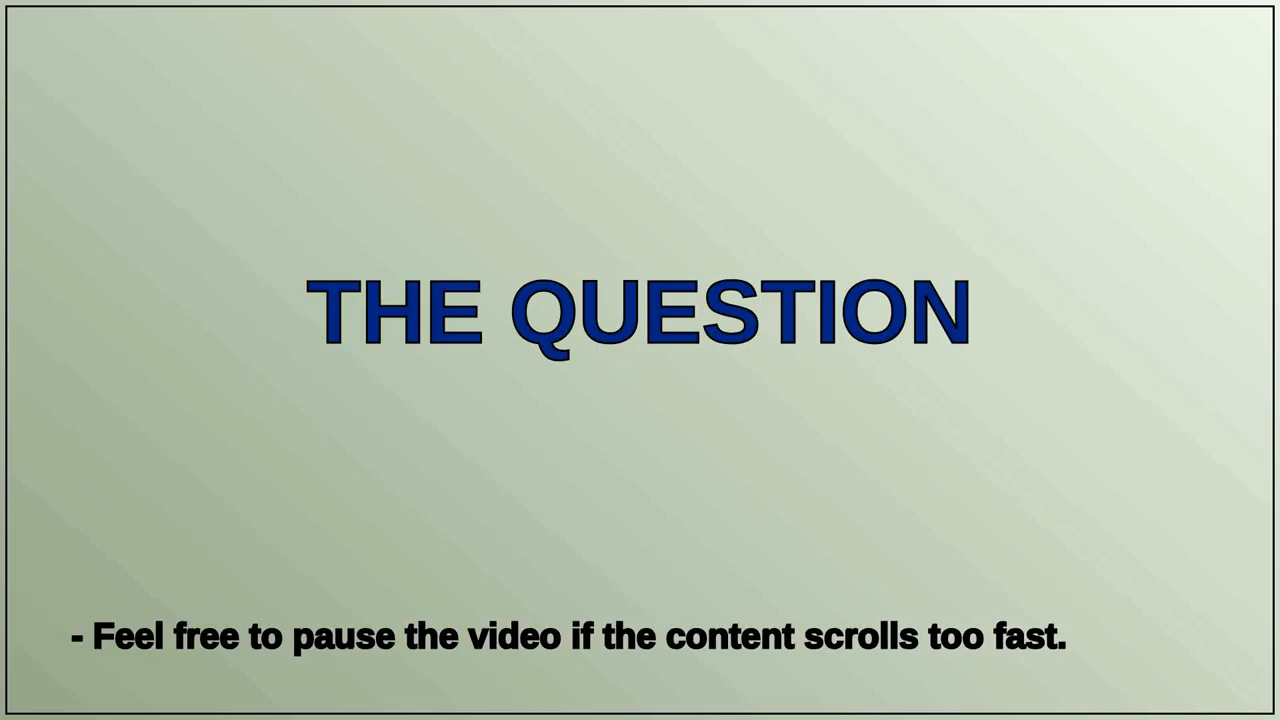 THE QUESTION
- Feel free to pause the video if the content scrolls too fast.